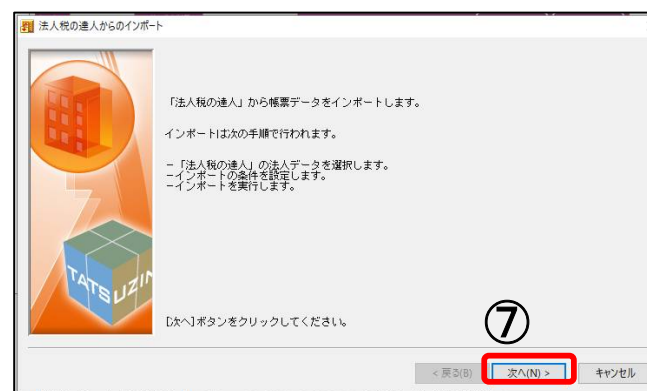 法人税の達人からのインポート
「法人税の達人」から帳票データをインポートします。
インポートは次の手順で行われます。
－「法人税の達人」の法人データを選択します。
－インポートの条件を設定します。
－インポートを実行します。
TATSUZIN
[次へ]ボタンをクリックしてください。
⑦
< 戻る(B) 次へ(N) > キャンセル